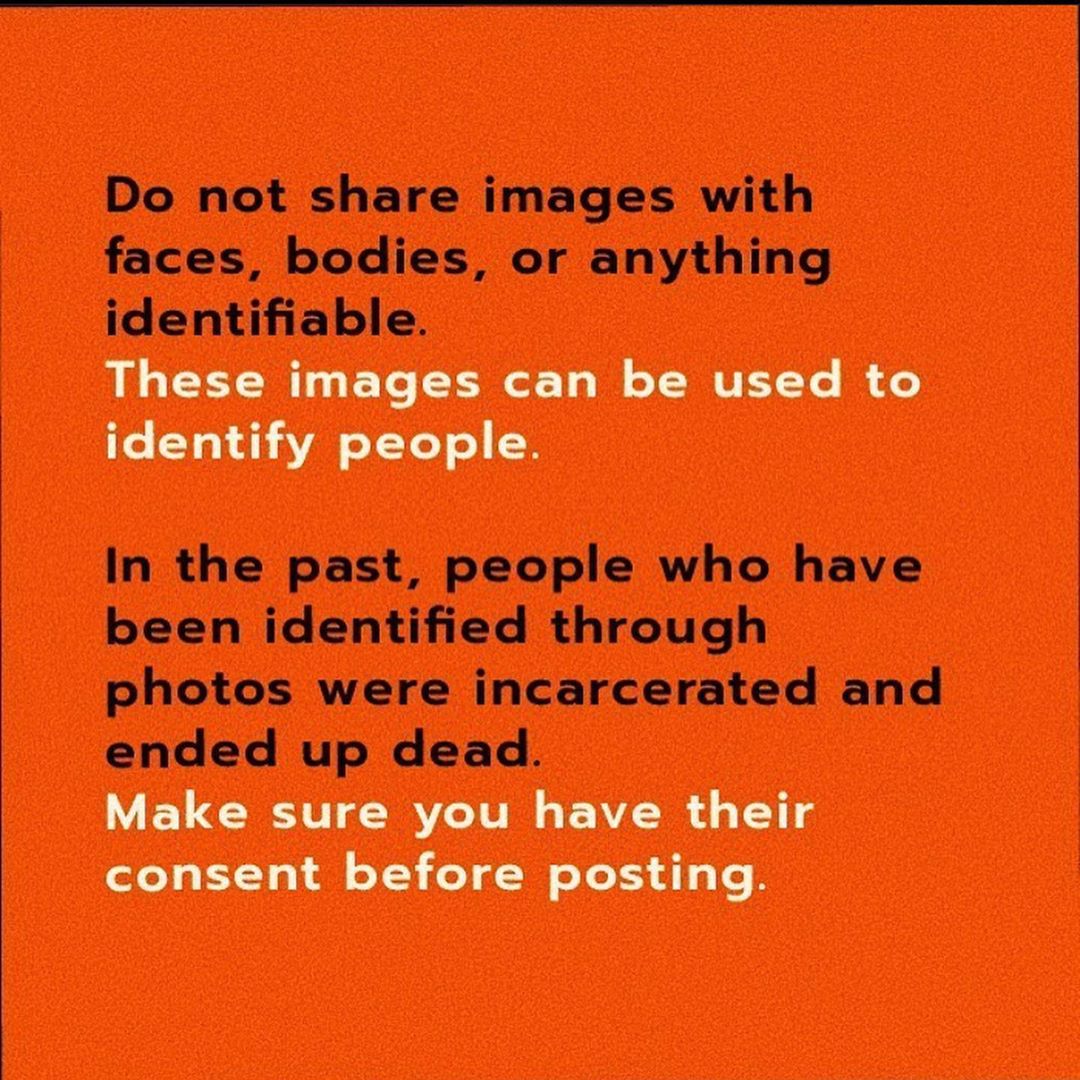 Do not share images with
faces, bodies, or anything
identifiable.
These images can be used to
identify people.
In the past, people who have
been identified through
photos were incarcerated and
ended up dead.
Make sure you have their
consent before posting.